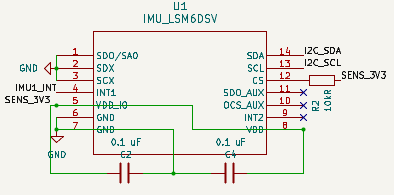 U1
IMU_LSM6DSV
1 SDO/SA0 SDA 14 I2C_SDA
GND 2 SDX SCL 13 I2C_SCL
3 SCX CS 12 SENS_3V3
IMU1_INT 4 INT1 SDO_AUX 11
SENS_3V3 5 VDD_IO OCS_AUX 10
6 GND INT2 9
7 GND VDD 8
R2
10kR
GND
0.1 uF
C2
0.1 uF
C4